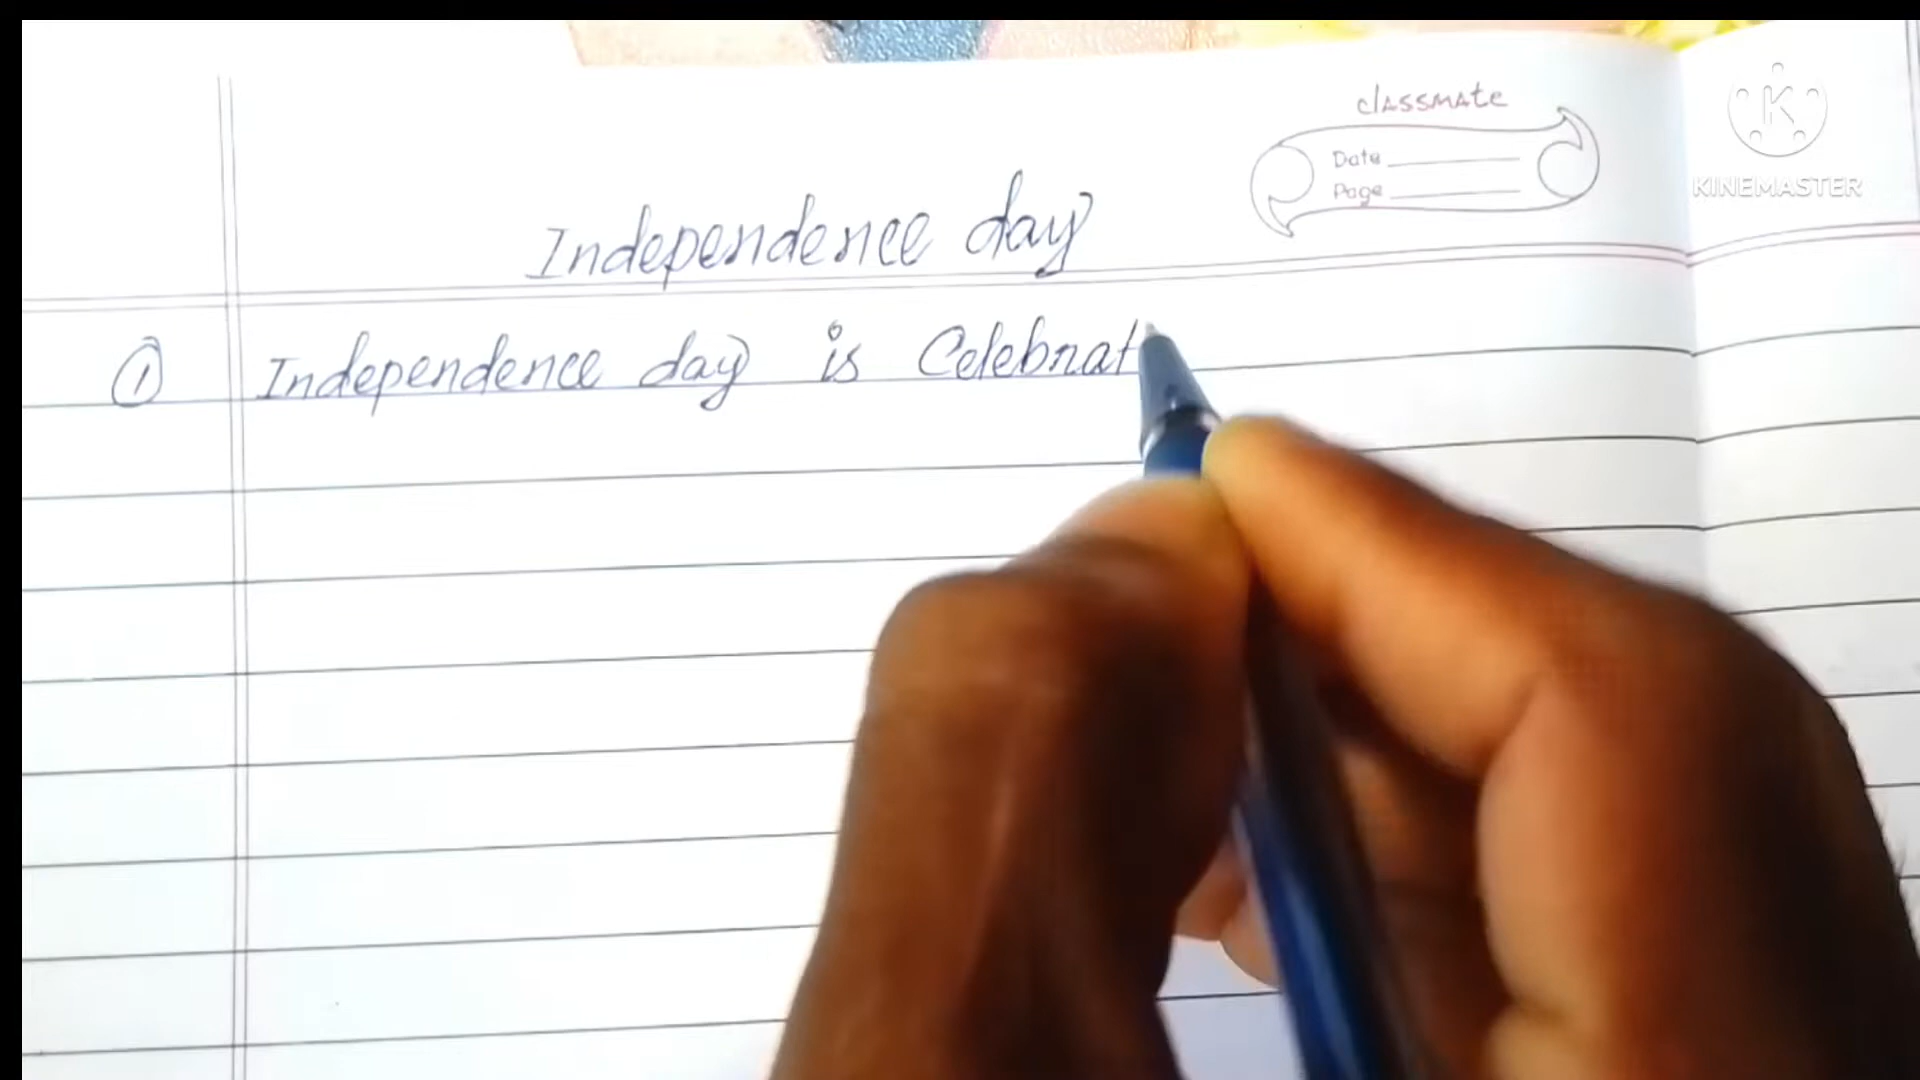 classmate
Date
Page
KINEMASTER
Independence day
① Independence day is Celebrat